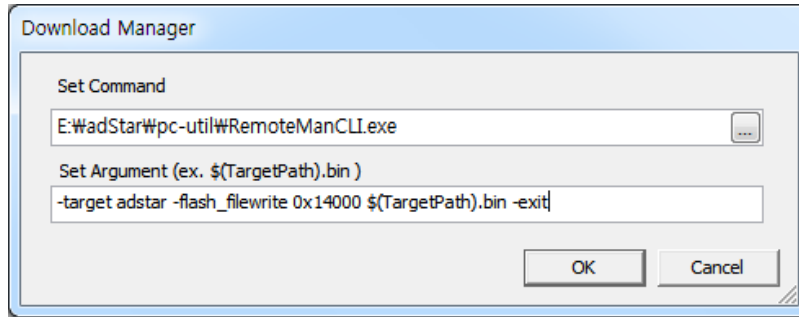 Download Manager
Set Command
E:₩adStar₩pc-util₩RemoteManCLI.exe
...
Set Argument (ex. $(TargetPath).bin )
-target adstar -flash_filewrite 0x14000 $(TargetPath).bin -exit
OK
Cancel